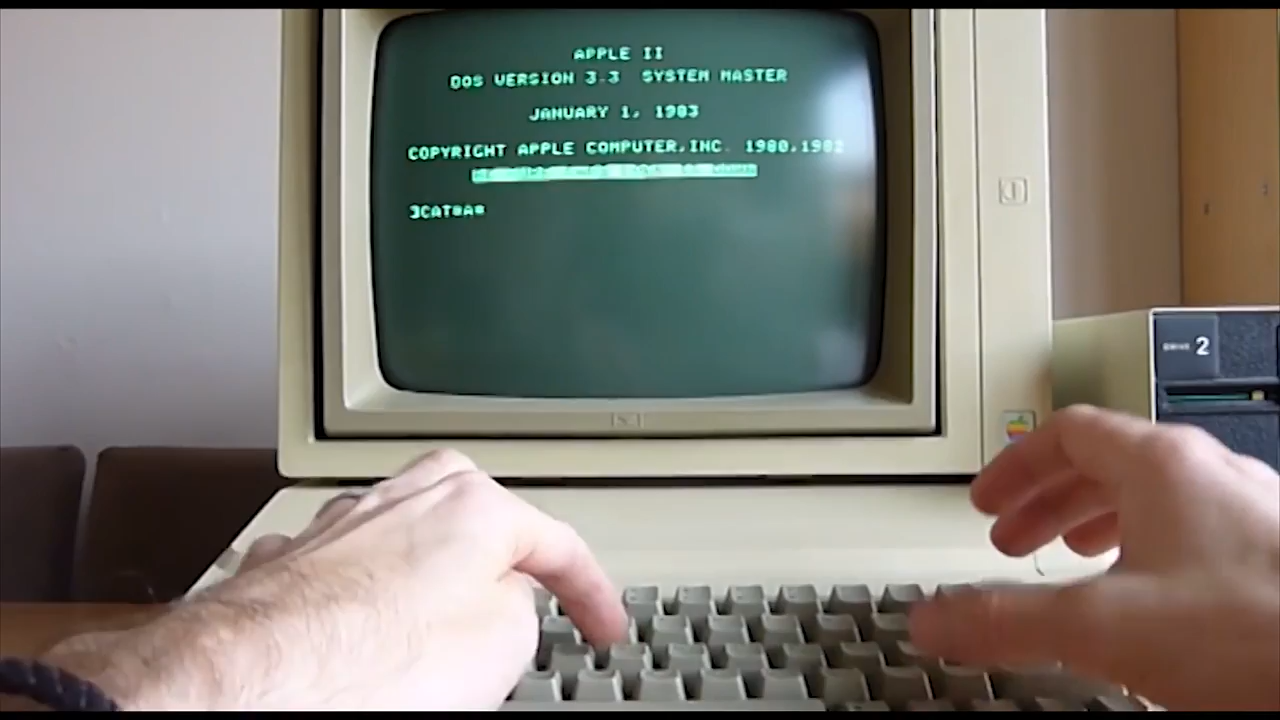 APPLE II
DOS VERSION 3.3 SYSTEM MASTER
JANUARY 1, 1983
COPYRIGHT APPLE COMPUTER,INC. 1980,1982
DRIVE 2